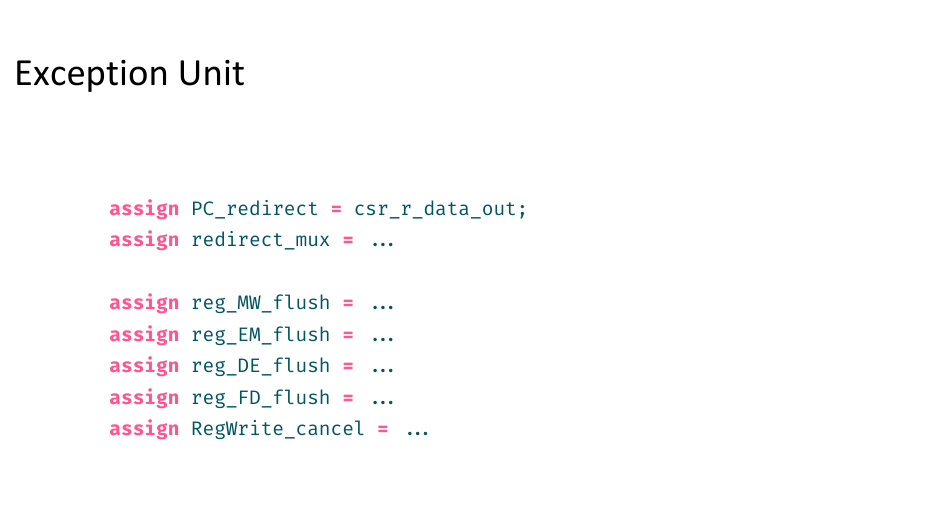 Exception Unit
assign PC_redirect = csr_r_data_out;
assign redirect_mux = ...
assign reg_MW_flush = ...
assign reg_EM_flush = ...
assign reg_DE_flush = ...
assign reg_FD_flush = ...
assign RegWrite_cancel = ...